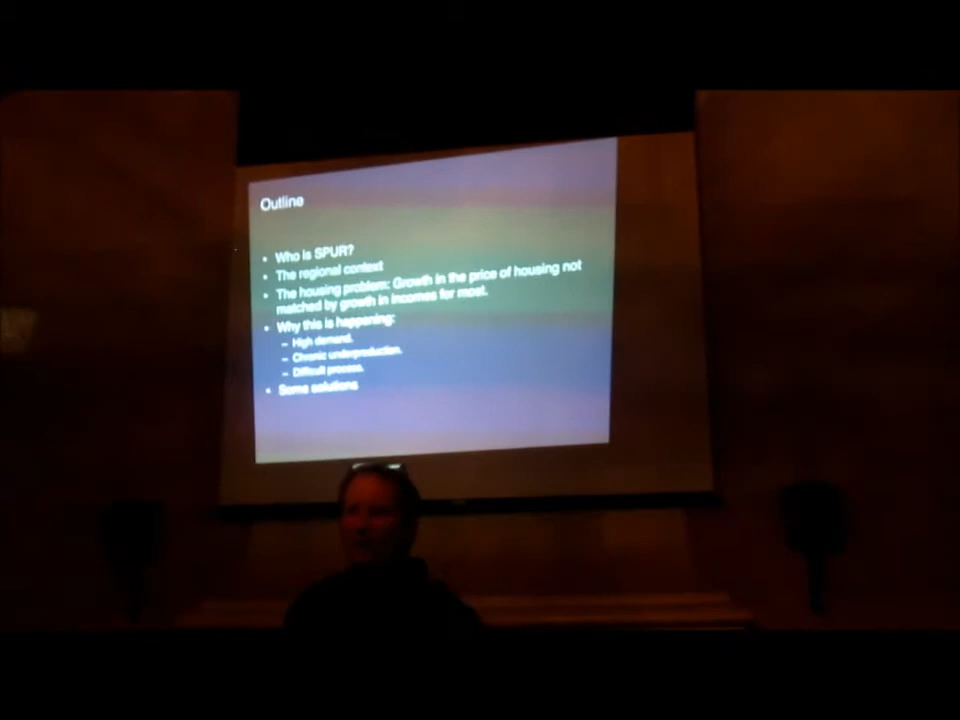 Outline
• Who is SPUR?
• The regional context
• The housing problem: Growth in the price of housing not
matched by growth in incomes for most.
• Why this is happening:
– High demand.
– Chronic underproduction.
– Difficult process.
• Some solutions